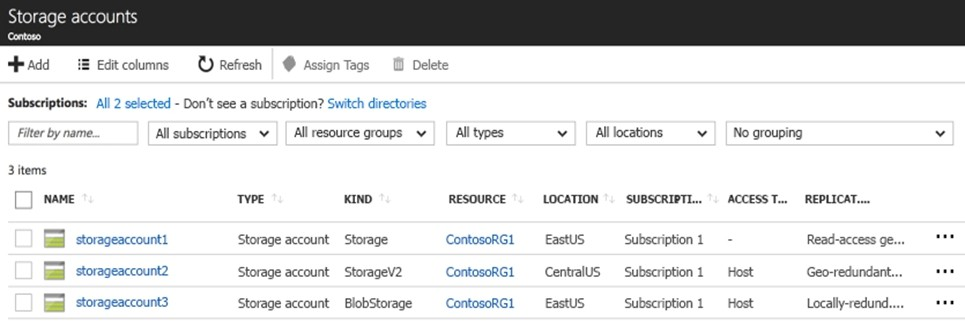 Storage accounts
Contoso
Add Edit columns Refresh Assign Tags Delete
Subscriptions: All 2 selected - Don't see a subscription? Switch directories
Filter by name... All subscriptions All resource groups All types All locations No grouping
3 items
NAME TYPE KIND RESOURCE LOCATION SUBSCRIPTI... ACCESS T... REPLICAT....
storageaccount1 Storage account Storage ContosoRG1 EastUS Subscription 1 - Read-access ge... ...
storageaccount2 Storage account StorageV2 ContosoRG1 CentralUS Subscription 1 Host Geo-redundant... ...
storageaccount3 Storage account BlobStorage ContosoRG1 EastUS Subscription 1 Host Locally-redund.... ...